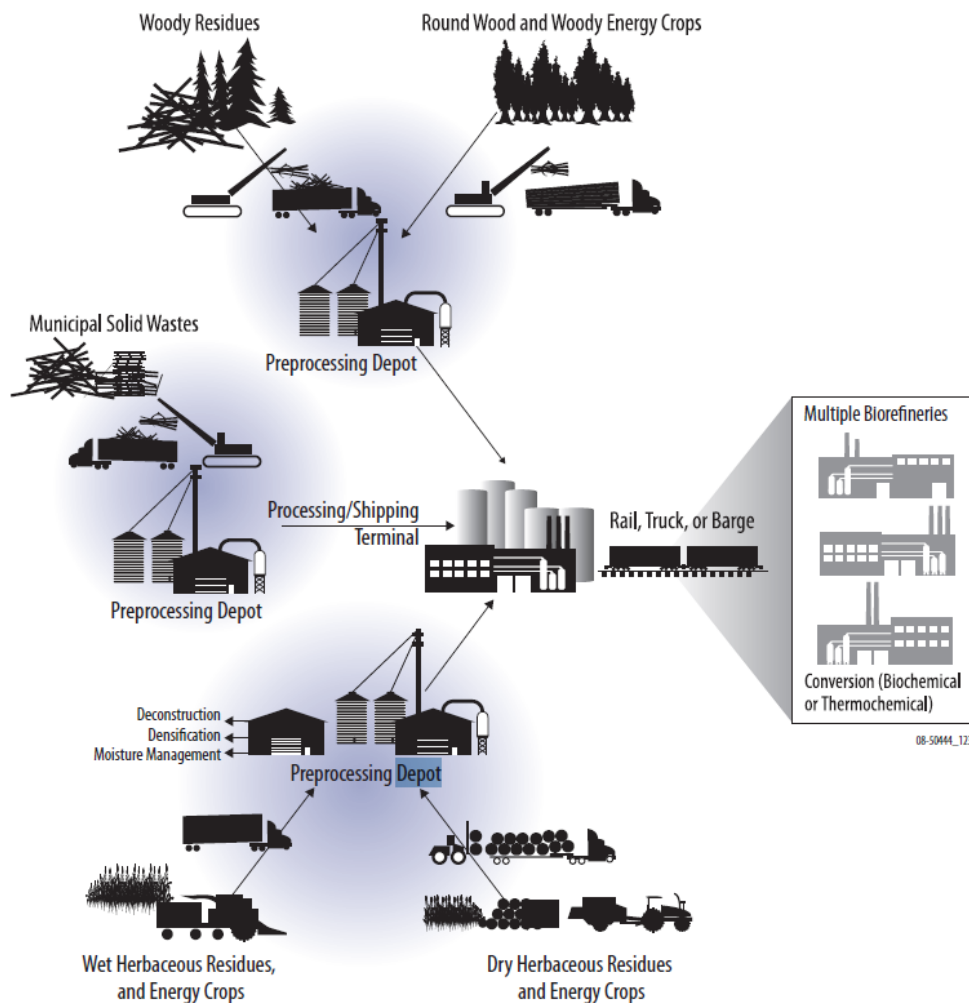 Woody Residues
Round Wood and Woody Energy Crops
Preprocessing Depot
Municipal Solid Wastes
Preprocessing Depot
Processing/Shipping
Terminal
Rail, Truck, or Barge
Multiple Biorefineries
Conversion (Biochemical
or Thermochemical)
08-50444_123
Deconstruction
Densification
Moisture Management
Preprocessing Depot
Wet Herbaceous Residues,
and Energy Crops
Dry Herbaceous Residues
and Energy Crops